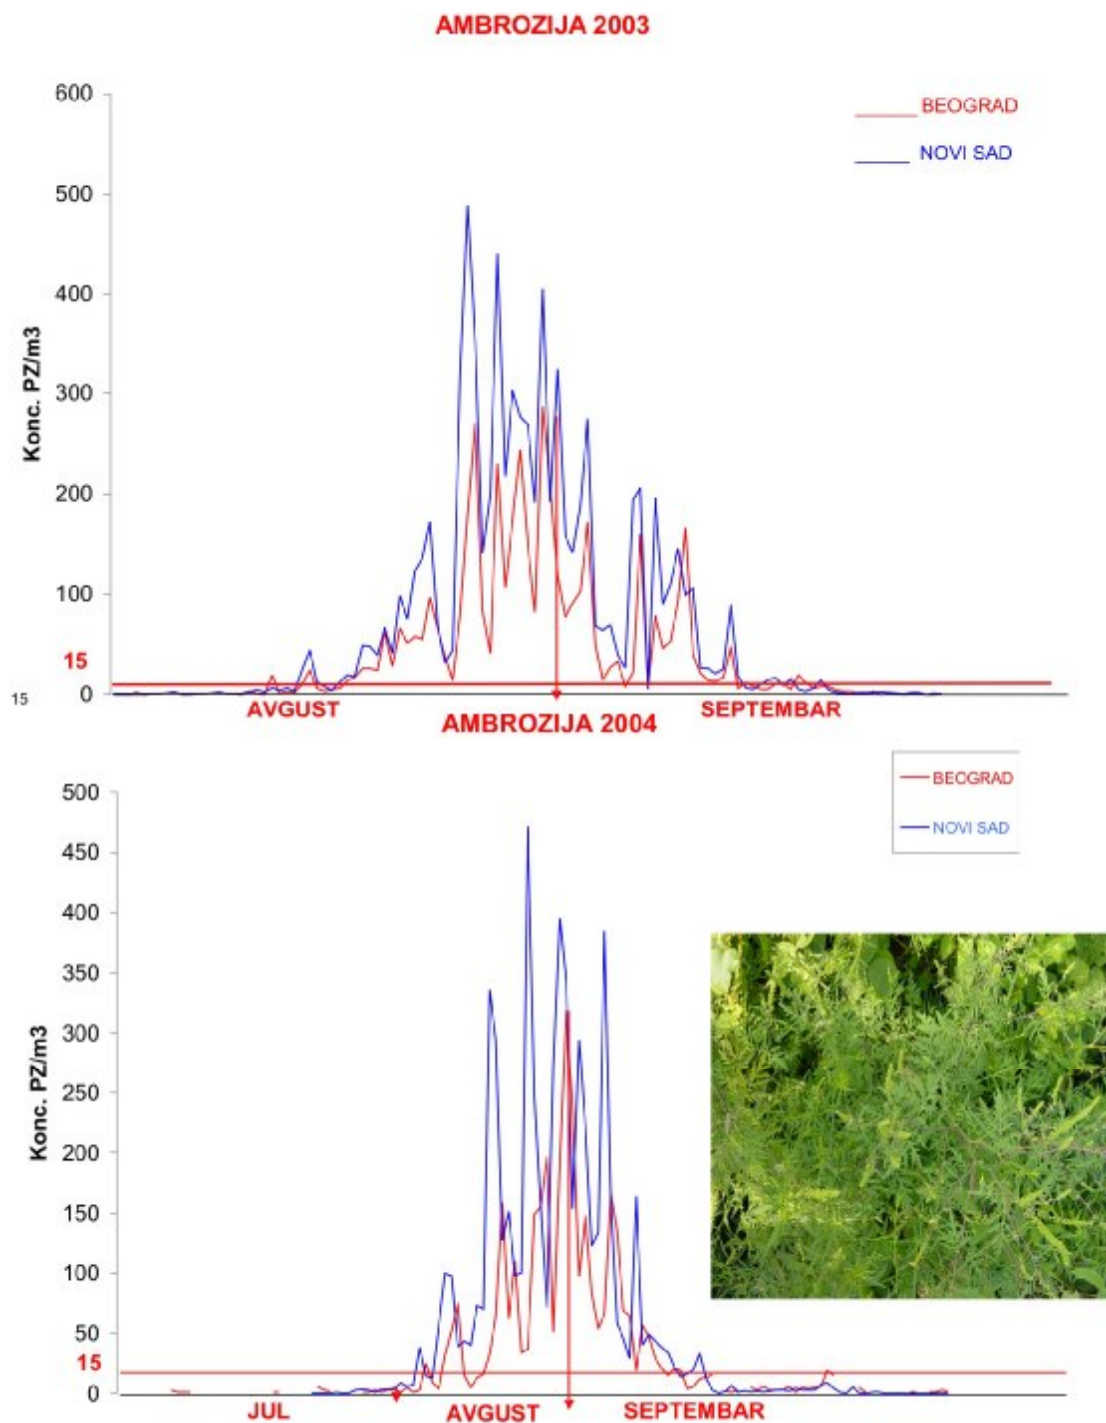 AMBROZIJA 2003
600
BEOGRAD
NOVI SAD
500
400
300
200
100
15
0
15
Konc. PZ/m3
AVGUST
SEPTEMBAR
AMBROZIJA 2004
500
BEOGRAD
NOVI SAD
450
400
350
300
250
200
150
100
50
15
0
Konc. PZ/m3
JUL
AVGUST
SEPTEMBAR